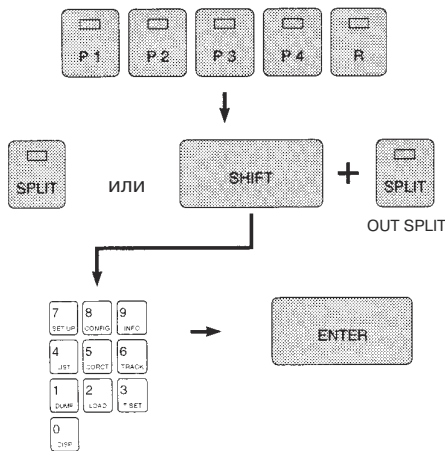 P 1 P 2 P 3 P 4 R
SPLIT или SHIFT + SPLIT
OUT SPLIT
7 8 9
SET UP CONFIG INFO
4 5 6
LIST CORCT TRACK
1 2 3
DUMP LOAD T SET
0
DISP
ENTER